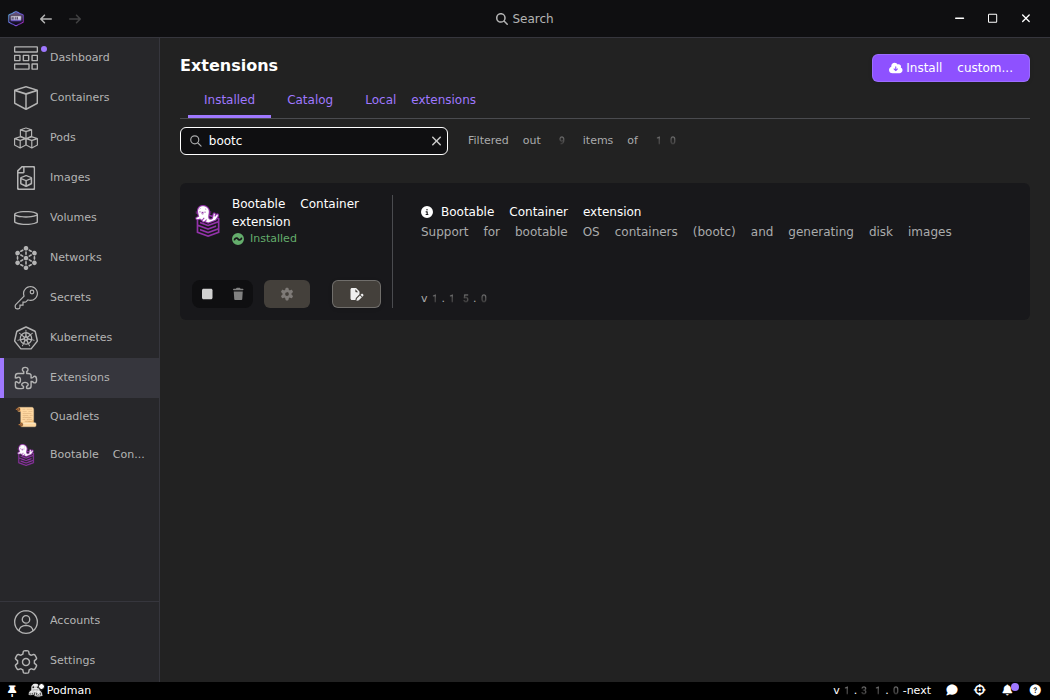 Search
Dashboard
Containers
Pods
Images
Volumes
Networks
Secrets
Kubernetes
Extensions
Quadlets
Bootable Con...
Accounts
Settings
Extensions
Install custom...
Installed
Catalog
Local extensions
bootc
Filtered out 9 items of 10
Bootable Container
extension
Installed
Bootable Container extension
Support for bootable OS containers (bootc) and generating disk images
v1.15.0
Podman
v1.31.0-next